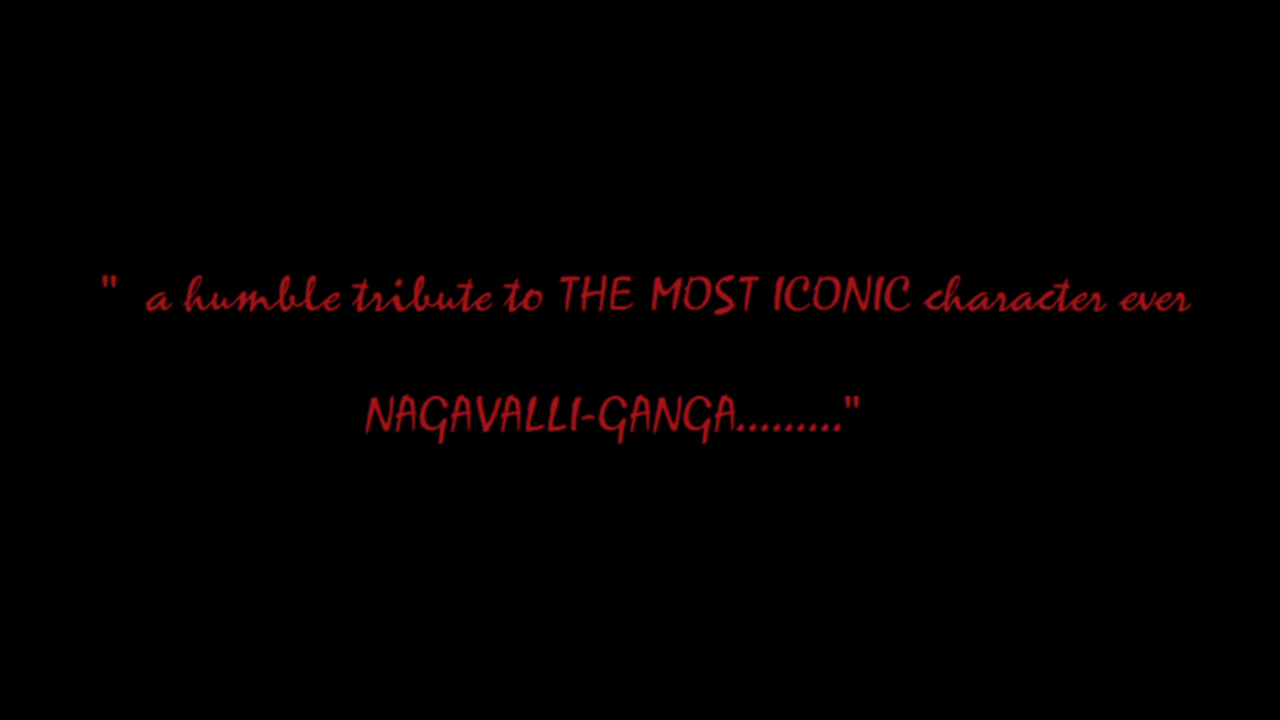 " a humble tribute to THE MOST ICONIC character ever
NAGAVALLI-GANGA........."